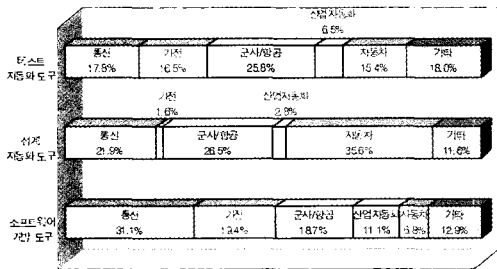 산업자동화
6.5%
테스트
자동화 도구
통신 가전 군사/항공 자동차 기타
17.8% 16.5% 25.8% 15.4% 18.0%
가전 산업자동화
1.6% 2.8%
설계
자동화 도구
통신 군사/항공 자동차 기타
21.9% 26.5% 35.6% 11.6%
소프트웨어
개발 도구
통신 가전 군사/항공 산업자동화 자동차 기타
31.1% 19.4% 18.7% 11.1% 6.8% 12.9%